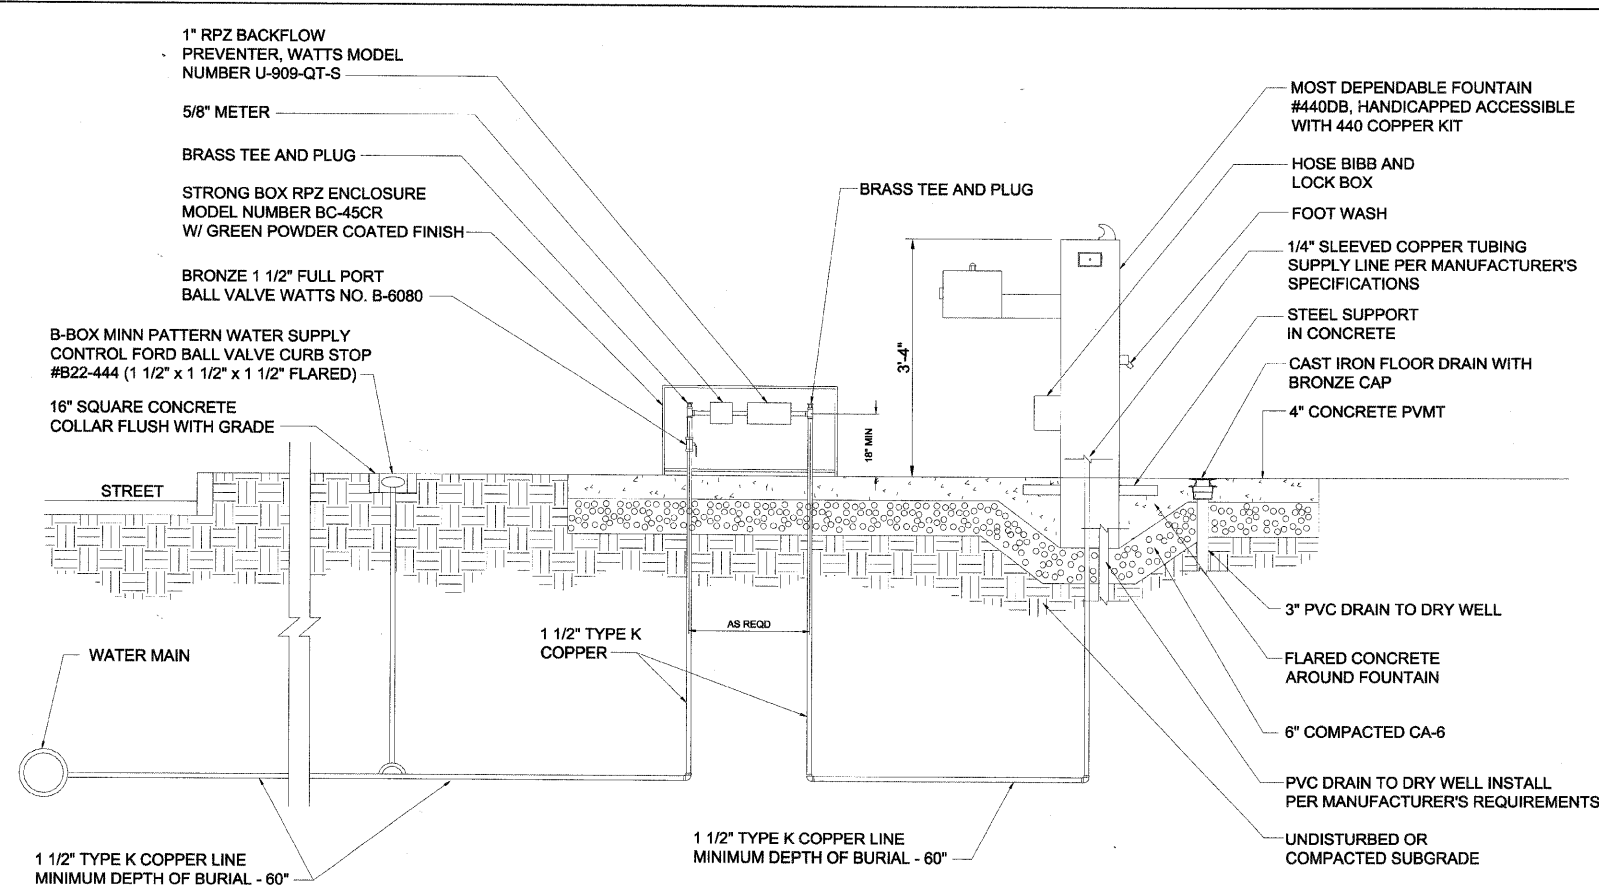 1" RPZ BACKFLOW
PREVENTER, WATTS MODEL
NUMBER U-909-QT-S
5/8" METER
BRASS TEE AND PLUG
STRONG BOX RPZ ENCLOSURE
MODEL NUMBER BC-45CR
W/ GREEN POWDER COATED FINISH
BRONZE 1 1/2" FULL PORT
BALL VALVE WATTS NO. B-6080
B-BOX MINN PATTERN WATER SUPPLY
CONTROL FORD BALL VALVE CURB STOP
#B22-444 (1 1/2" x 1 1/2" x 1 1/2" FLARED)
16" SQUARE CONCRETE
COLLAR FLUSH WITH GRADE
STREET
WATER MAIN
1 1/2" TYPE K COPPER LINE
MINIMUM DEPTH OF BURIAL - 60"
1 1/2" TYPE K
COPPER
AS REQD
BRASS TEE AND PLUG
18" MIN
3'-4"
1 1/2" TYPE K COPPER LINE
MINIMUM DEPTH OF BURIAL - 60"
MOST DEPENDABLE FOUNTAIN
#440DB, HANDICAPPED ACCESSIBLE
WITH 440 COPPER KIT
HOSE BIBB AND
LOCK BOX
FOOT WASH
1/4" SLEEVED COPPER TUBING
SUPPLY LINE PER MANUFACTURER'S
SPECIFICATIONS
STEEL SUPPORT
IN CONCRETE
CAST IRON FLOOR DRAIN WITH
BRONZE CAP
4" CONCRETE PVMT
3" PVC DRAIN TO DRY WELL
FLARED CONCRETE
AROUND FOUNTAIN
6" COMPACTED CA-6
PVC DRAIN TO DRY WELL INSTALL
PER MANUFACTURER'S REQUIREMENTS
UNDISTURBED OR
COMPACTED SUBGRADE